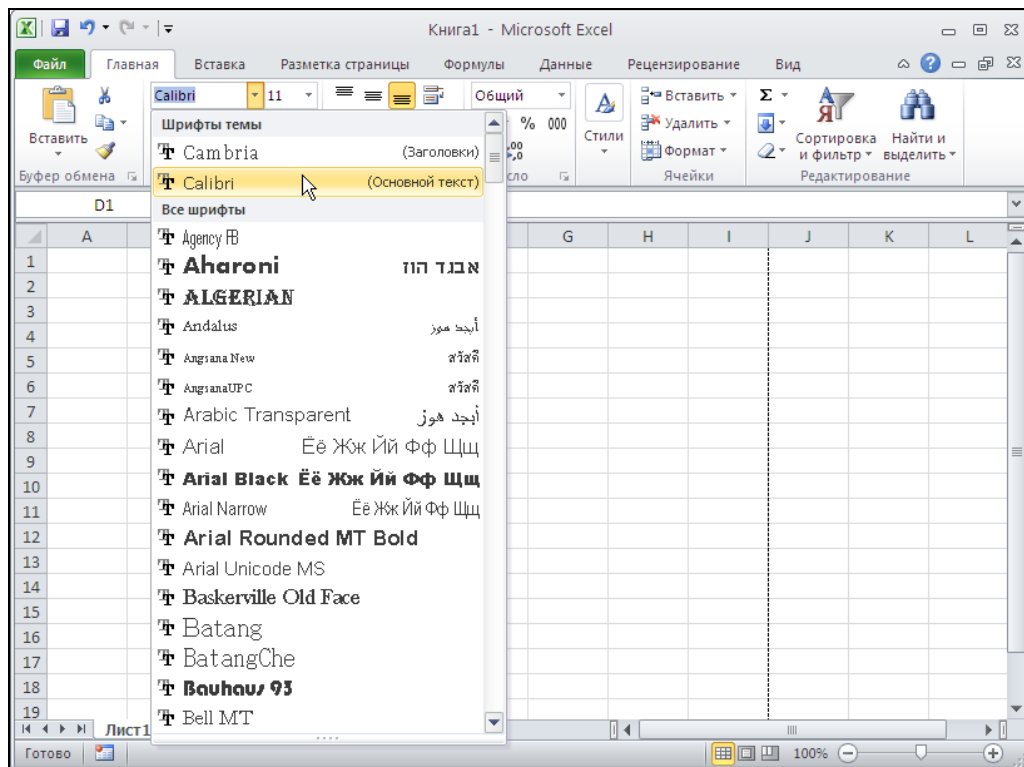 Книга1 - Microsoft Excel
Файл Главная Вставка Разметка страницы Формулы Данные Рецензирование Вид
Calibri 11 Общий Вставить Σ
% 000 Удалить
Вставить Стили Формат Сортировка и фильтр Найти и выделить
Буфер обмена Ячейки Редактирование
D1
Шрифты темы
Cambria (Заголовки)
Calibri (Основной текст)
Все шрифты
Agency FB
Aharoni אבגד הוז
ALGERIAN
Andalus أبجد هوز
Angsana New สวัสดี
AngsanaUPC สวัสดี
Arabic Transparent أبجد هوز
Arial Ёё Жж Йй Фф Щщ
Arial Black Ёё Жж Йй Фф Щщ
Arial Narrow Ёё Жж Йй Фф Щщ
Arial Rounded MT Bold
Arial Unicode MS
Baskerville Old Face
Batang
BatangChe
Bauhaus 93
Bell MT
A G H I J K L
1
2
3
4
5
6
7
8
9
10
11
12
13
14
15
16
17
18
19
Лист1
Готово 100%